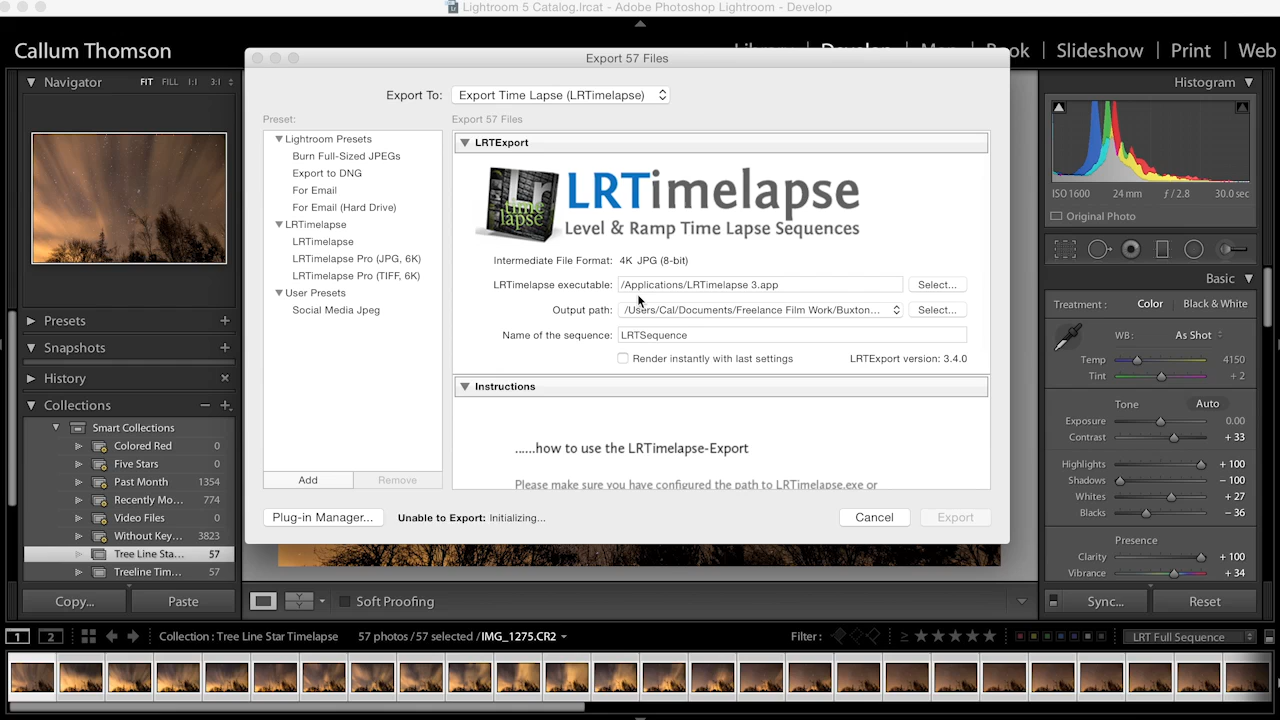 Lightroom 5 Catalog.lrcat - Adobe Photoshop Lightroom - Develop
Callum Thomson
Develop
Slideshow
Print
Web
Navigator
FIT
FILL
1:1
3:1
Presets
Snapshots
History
Collections
Smart Collections
Colored Red 0
Five Stars 0
Past Month 1354
Recently Mo... 774
Video Files 0
Without Key... 3823
Tree Line Sta... 57
Treeline Tim... 57
Copy...
Paste
Export 57 Files
Export To: Export Time Lapse (LRTimelapse)
Preset:
Export 57 Files
Lightroom Presets
Burn Full-Sized JPEGs
Export to DNG
For Email
For Email (Hard Drive)
LRTimelapse
LRTimelapse
LRTimelapse Pro (JPG, 6K)
LRTimelapse Pro (TIFF, 6K)
User Presets
Social Media Jpeg
Add
Remove
LRTExport
Lr
time
lapse
LRTimelapse
Level & Ramp Time Lapse Sequences
Intermediate File Format: 4K JPG (8-bit)
LRTimelapse executable: /Applications/LRTimelapse 3.app Select...
Output path: /Users/Cal/Documents/Freelance Film Work/Buxton... Select...
Name of the sequence: LRTSequence
Render instantly with last settings LRTExport version: 3.4.0
Instructions
......how to use the LRTimelapse-Export
Please make sure you have configured the path to LRTimelapse.exe or
Plug-in Manager...
Unable to Export: Initializing...
Cancel
Export
Histogram
ISO 1600 24 mm f / 2.8 30.0 sec
Original Photo
Basic
Treatment : Color Black & White
WB : As Shot
Temp 4150
Tint + 2
Tone Auto
Exposure 0.00
Contrast + 33
Highlights + 100
Shadows - 100
Whites + 27
Blacks - 36
Presence
Clarity + 100
Vibrance + 34
Sync...
Reset
Soft Proofing
1 2 Collection : Tree Line Star Timelapse 57 photos / 57 selected / IMG_1275.CR2 Filter : ≥ LRT Full Sequence